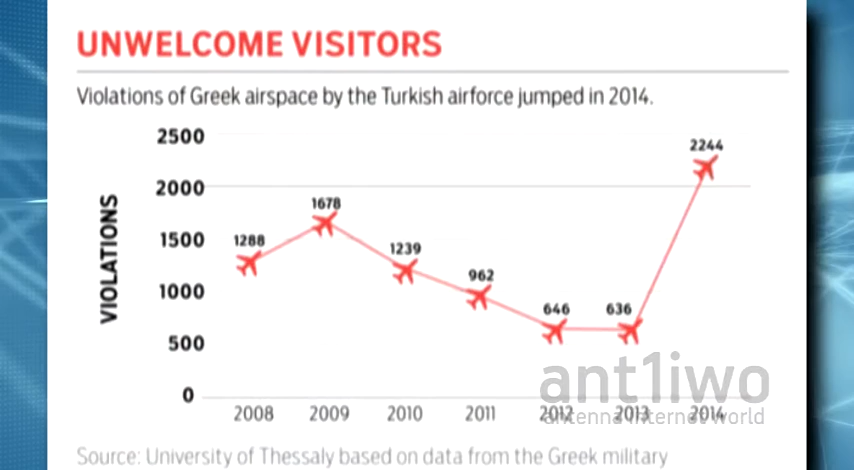 UNWELCOME VISITORS
Violations of Greek airspace by the Turkish airforce jumped in 2014.
VIOLATIONS
2500
2000
1500
1000
500
0
1288
1678
1239
962
646
636
2244
2008 2009 2010 2011 2012 2013 2014
ant1iwo
antenna internet world
Source: University of Thessaly based on data from the Greek military